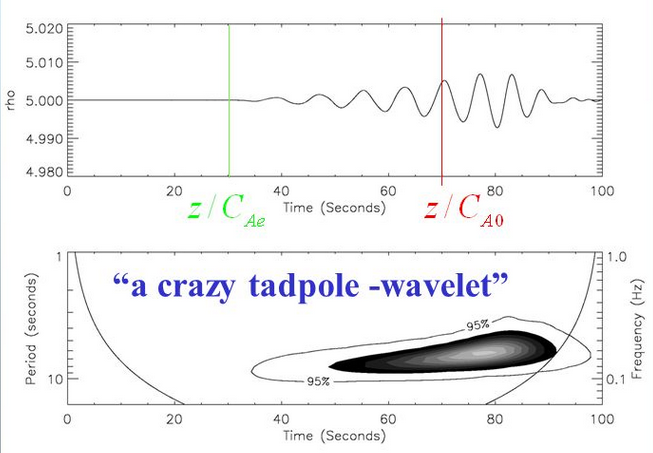 5.020
5.010
5.000
4.990
4.980
rho
0 20 40 60 80 100
Time (Seconds)
z / C_Ae
z / C_A0
"a crazy tadpole -wavelet"
1
10
Period (seconds)
1.0
0.1
Frequency (Hz)
95%
95%
0 20 40 60 80 100
Time (Seconds)